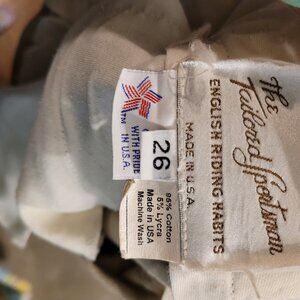 The
Tailored Sportsman
ENGLISH RIDING HABITS
MADE IN U.S.A.
WITH PRIDE
IN U.S.A.
26
95% Cotton
5% Lycra
Made in USA
Machine Wash